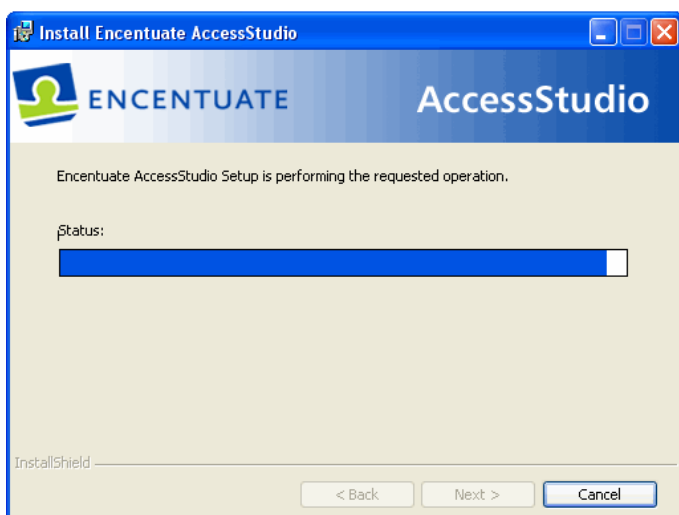 Install Encentuate AccessStudio
ENCENTUATE
AccessStudio
Encentuate AccessStudio Setup is performing the requested operation.
Status:
InstallShield
< Back
Next >
Cancel